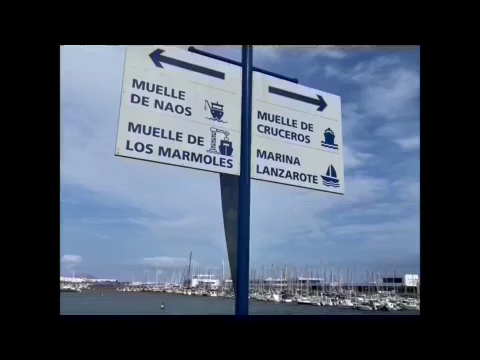 MUELLE
DE NAOS
MUELLE DE
LOS MARMOLES
MUELLE DE
CRUCEROS
MARINA
LANZAROTE